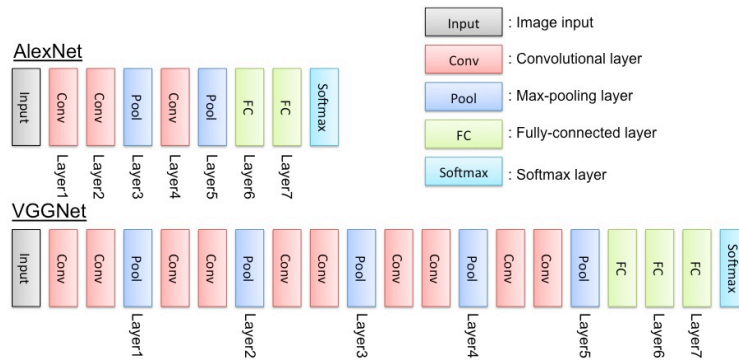 AlexNet
Input Conv Conv Pool Conv Pool FC FC Softmax
Layer1 Layer2 Layer3 Layer4 Layer5 Layer6 Layer7
Input : Image input
Conv : Convolutional layer
Pool : Max-pooling layer
FC : Fully-connected layer
Softmax : Softmax layer
VGGNet
Input Conv Conv Pool Conv Conv Pool Conv Conv Pool Conv Conv Pool Conv Conv Pool FC FC FC Softmax
Layer1 Layer2 Layer3 Layer4 Layer5 Layer6 Layer7